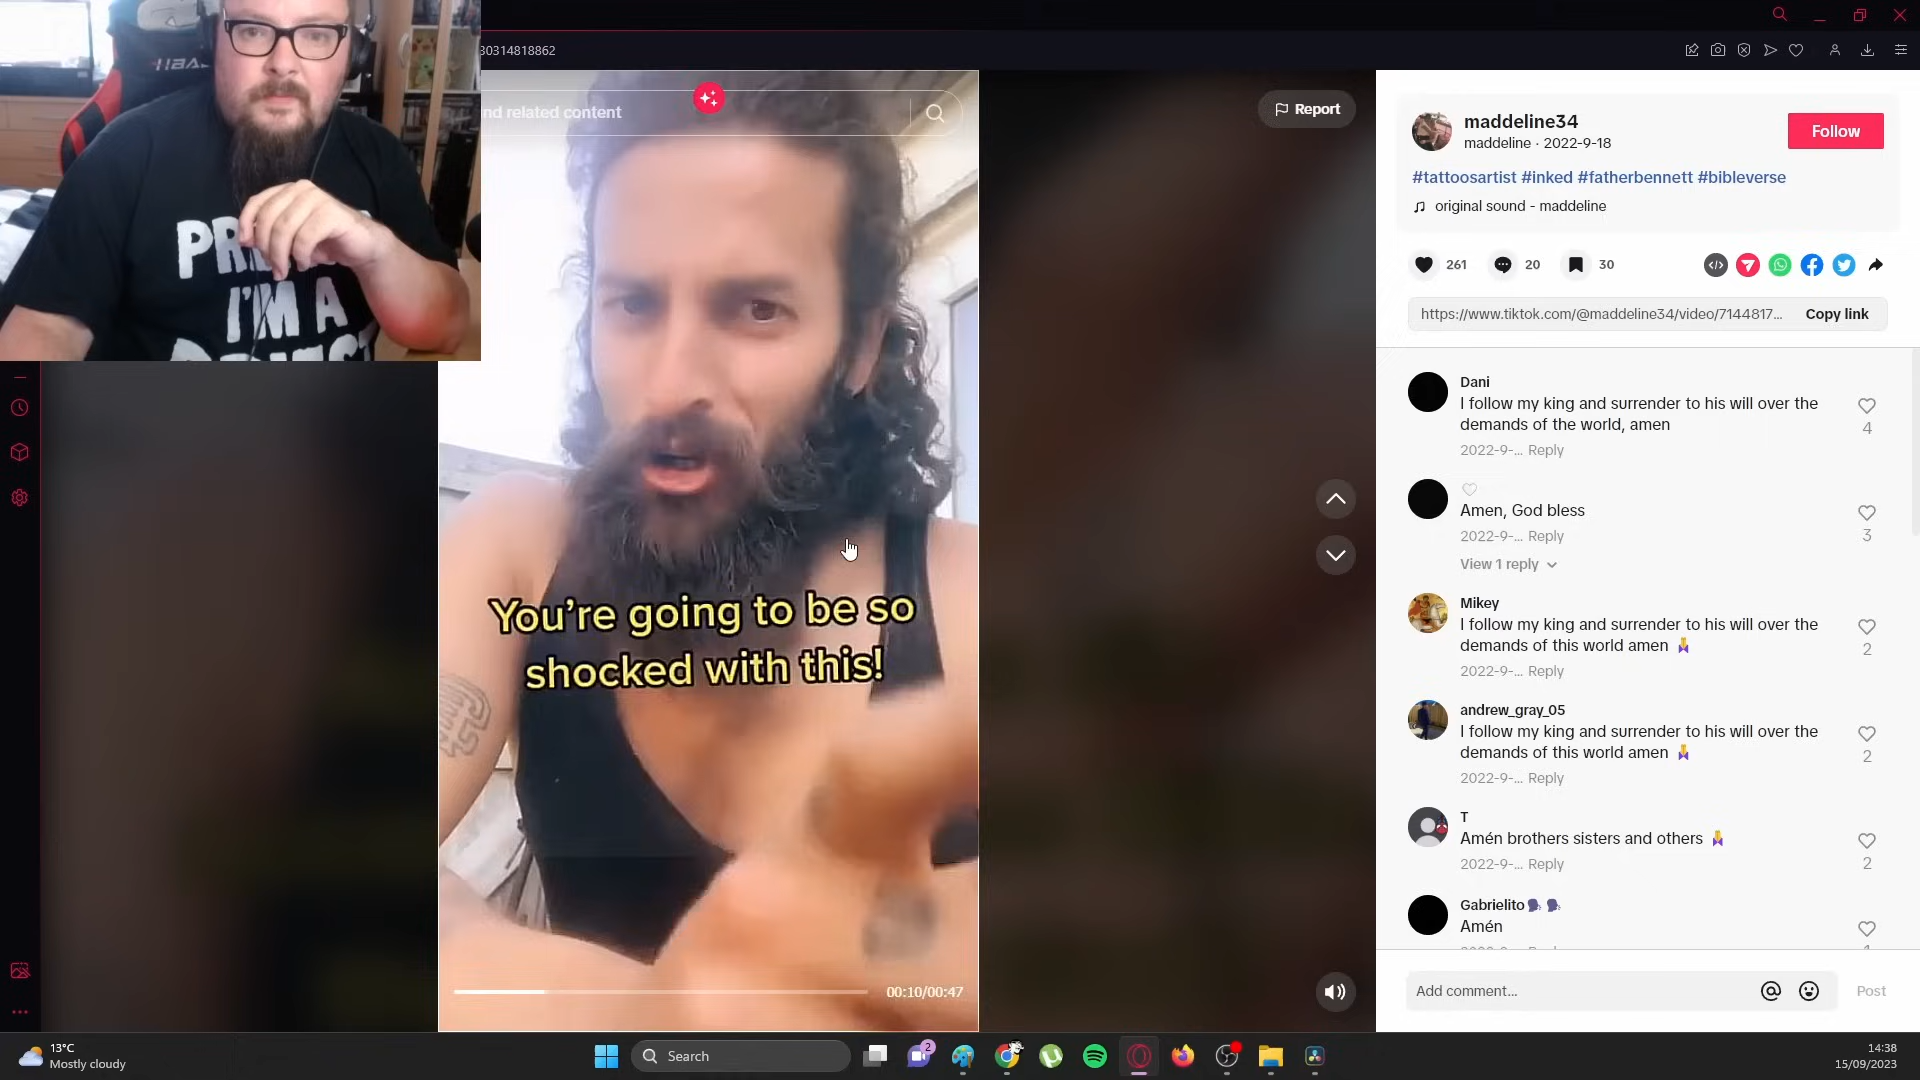 30314818862
nd related content
Report
You're going to be so
shocked with this!
00:10/00:47
I'M A
maddeline34
maddeline · 2022-9-18
Follow
#tattoosartist #inked #fatherbennett #bibleverse
original sound - maddeline
261
20
30
https://www.tiktok.com/@maddeline34/video/7144817...
Copy link
Dani
I follow my king and surrender to his will over the
demands of the world, amen
4
2022-9-... Reply
Amen, God bless
2022-9-... Reply
3
View 1 reply
Mikey
I follow my king and surrender to his will over the
demands of this world amen
2
2022-9-... Reply
andrew_gray_05
I follow my king and surrender to his will over the
demands of this world amen
2
2022-9-... Reply
T
Amén brothers sisters and others
2022-9-... Reply
2
Gabrielito
Amén
Add comment...
Post
13°C
Mostly cloudy
Search
2
14:38
15/09/2023